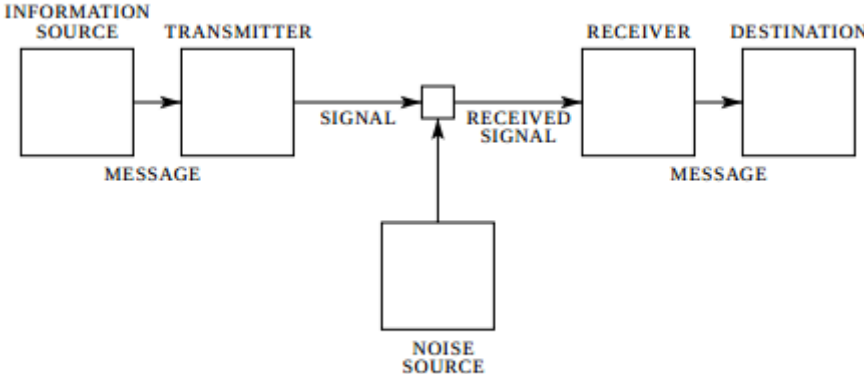 INFORMATION
SOURCE
TRANSMITTER
RECEIVER
DESTINATION
SIGNAL
RECEIVED
SIGNAL
MESSAGE
MESSAGE
NOISE
SOURCE